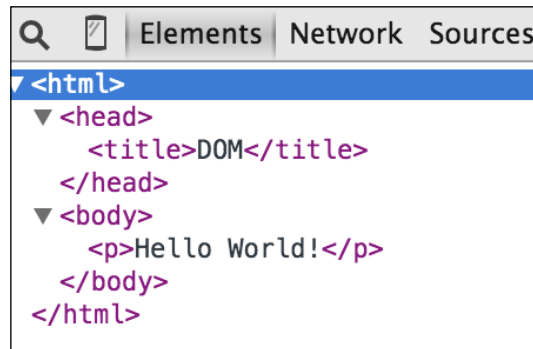 Elements Network Sources
<html>
<head>
<title>DOM</title>
</head>
<body>
<p>Hello World!</p>
</body>
</html>